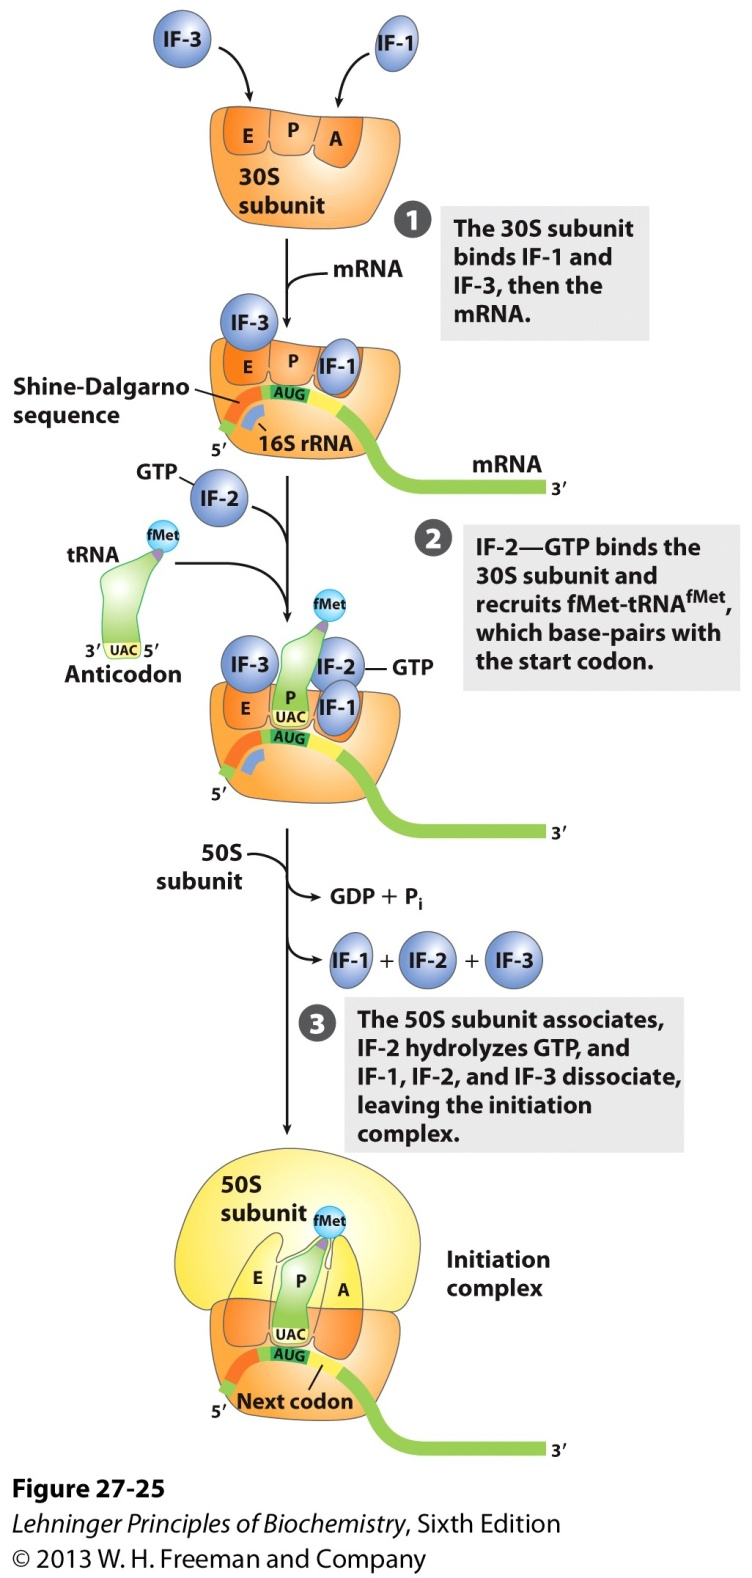 IF-3
IF-1
E
P
A
30S
subunit
1
The 30S subunit
binds IF-1 and
IF-3, then the
mRNA.
mRNA
IF-3
E
P
IF-1
Shine-Dalgarno
sequence
AUG
16S rRNA
5′
mRNA
3′
GTP
IF-2
fMet
tRNA
3′ UAC 5′
Anticodon
2
IF-2—GTP binds the
30S subunit and
recruits fMet-tRNAfMet,
which base-pairs with
the start codon.
fMet
IF-3
IF-2
GTP
E
P
IF-1
UAC
AUG
5′
3′
50S
subunit
GDP + Pi
IF-1 + IF-2 + IF-3
3
The 50S subunit associates,
IF-2 hydrolyzes GTP, and
IF-1, IF-2, and IF-3 dissociate,
leaving the initiation
complex.
50S
subunit
fMet
E
P
A
Initiation
complex
UAC
AUG
Next codon
5′
3′
Figure 27-25
Lehninger Principles of Biochemistry, Sixth Edition
© 2013 W. H. Freeman and Company